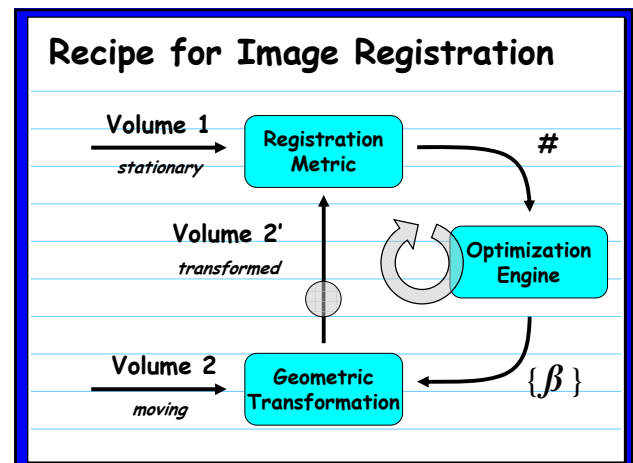 Recipe for Image Registration
Volume 1
stationary
Registration
Metric
#
Volume 2'
transformed
Optimization
Engine
Volume 2
moving
Geometric
Transformation
{β}